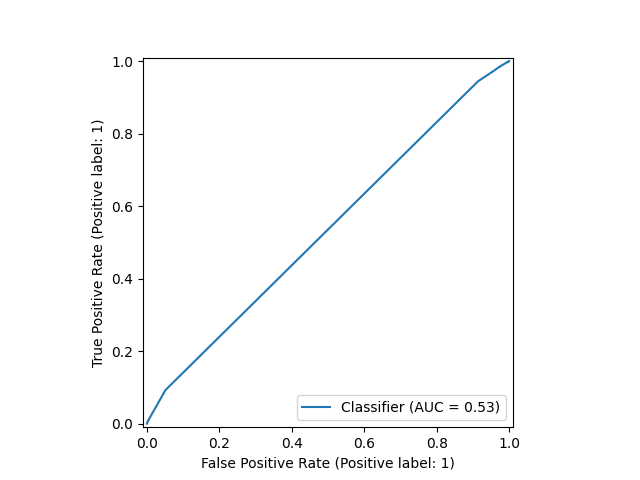 1.0
0.8
0.6
0.4
0.2
0.0
True Positive Rate (Positive label: 1)
Classifier (AUC = 0.53)
0.0 0.2 0.4 0.6 0.8 1.0
False Positive Rate (Positive label: 1)